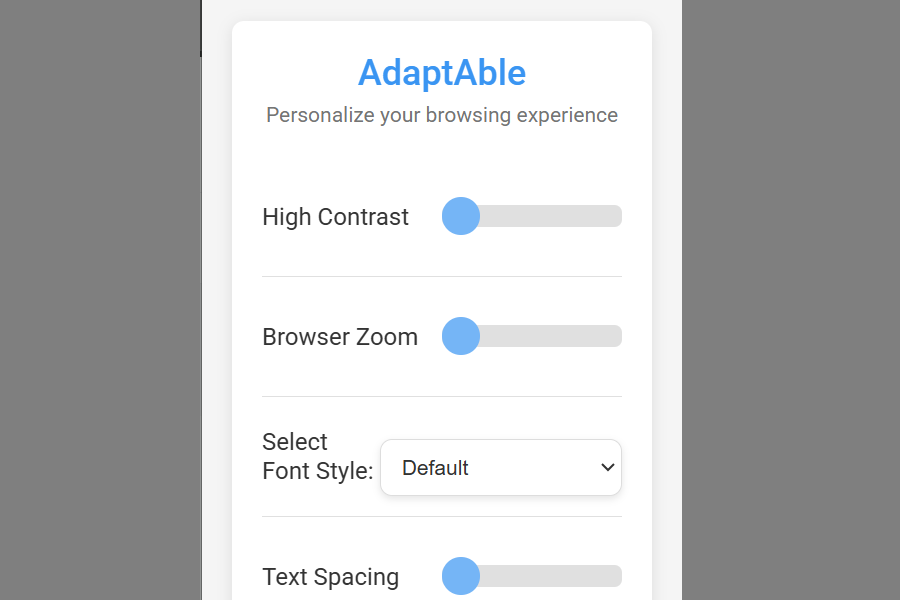 AdaptAble
Personalize your browsing experience
High Contrast
Browser Zoom
Select
Font Style:
Default
Text Spacing